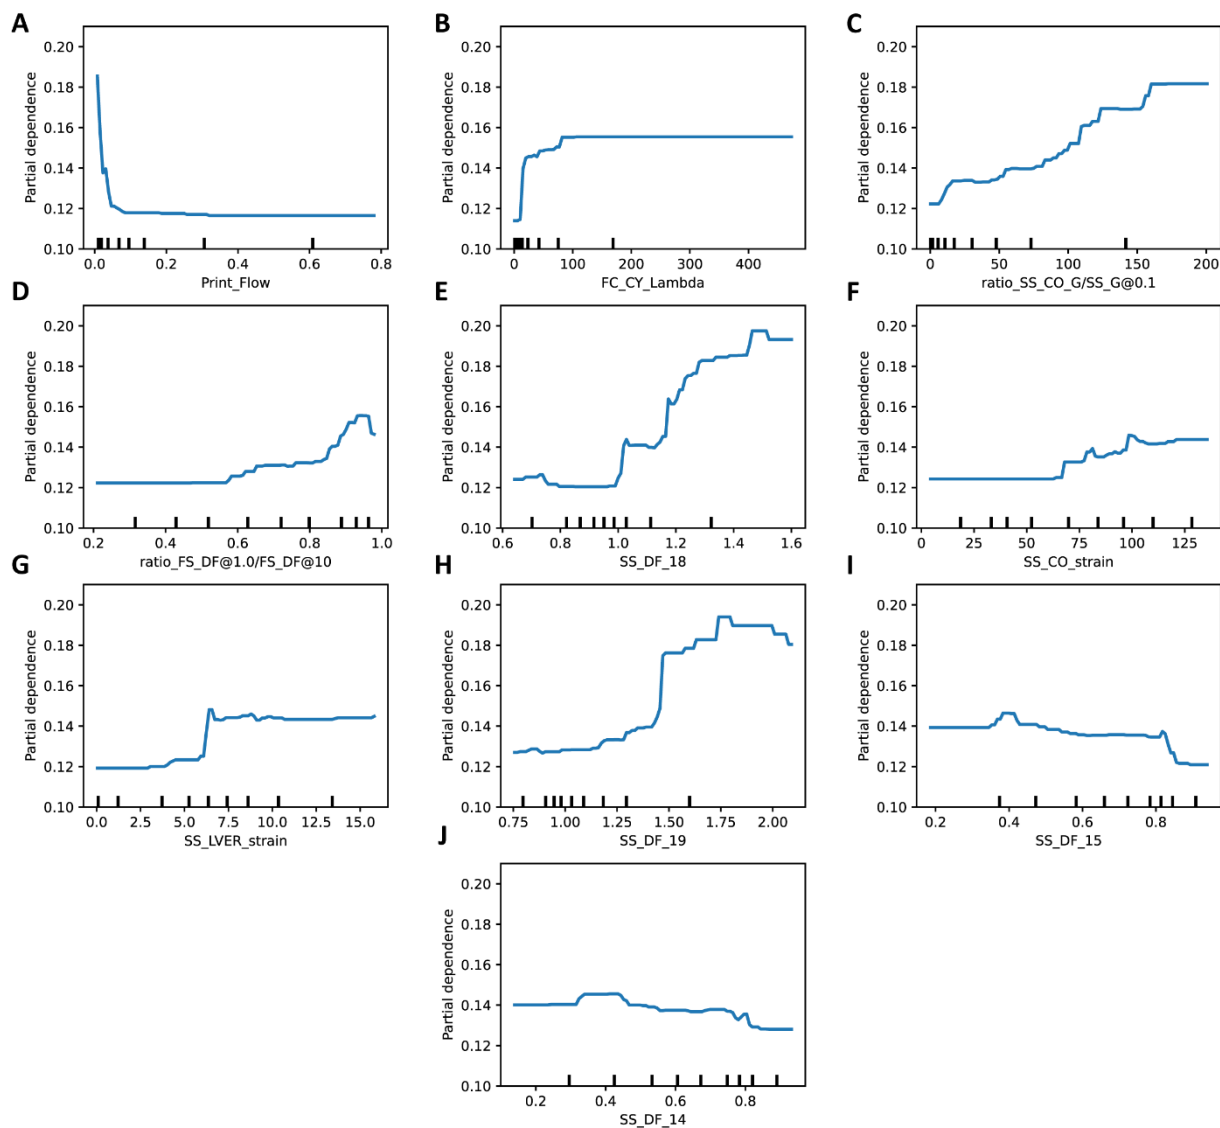 A
Partial dependence
0.20
0.18
0.16
0.14
0.12
0.10
0.0 0.2 0.4 0.6 0.8
Print_Flow
B
Partial dependence
0.20
0.18
0.16
0.14
0.12
0.10
0 100 200 300 400
FC_CY_Lambda
C
Partial dependence
0.20
0.18
0.16
0.14
0.12
0.10
0 50 100 150 200
ratio_SS_CO_G/SS_G@0.1
D
Partial dependence
0.20
0.18
0.16
0.14
0.12
0.10
0.2 0.4 0.6 0.8 1.0
ratio_FS_DF@1.0/FS_DF@10
E
Partial dependence
0.20
0.18
0.16
0.14
0.12
0.10
0.6 0.8 1.0 1.2 1.4 1.6
SS_DF_18
F
Partial dependence
0.20
0.18
0.16
0.14
0.12
0.10
0 25 50 75 100 125
SS_CO_strain
G
Partial dependence
0.20
0.18
0.16
0.14
0.12
0.10
0.0 2.5 5.0 7.5 10.0 12.5 15.0
SS_LVER_strain
H
Partial dependence
0.20
0.18
0.16
0.14
0.12
0.10
0.75 1.00 1.25 1.50 1.75 2.00
SS_DF_19
I
Partial dependence
0.20
0.18
0.16
0.14
0.12
0.10
0.2 0.4 0.6 0.8
SS_DF_15
J
Partial dependence
0.20
0.18
0.16
0.14
0.12
0.10
0.2 0.4 0.6 0.8
SS_DF_14